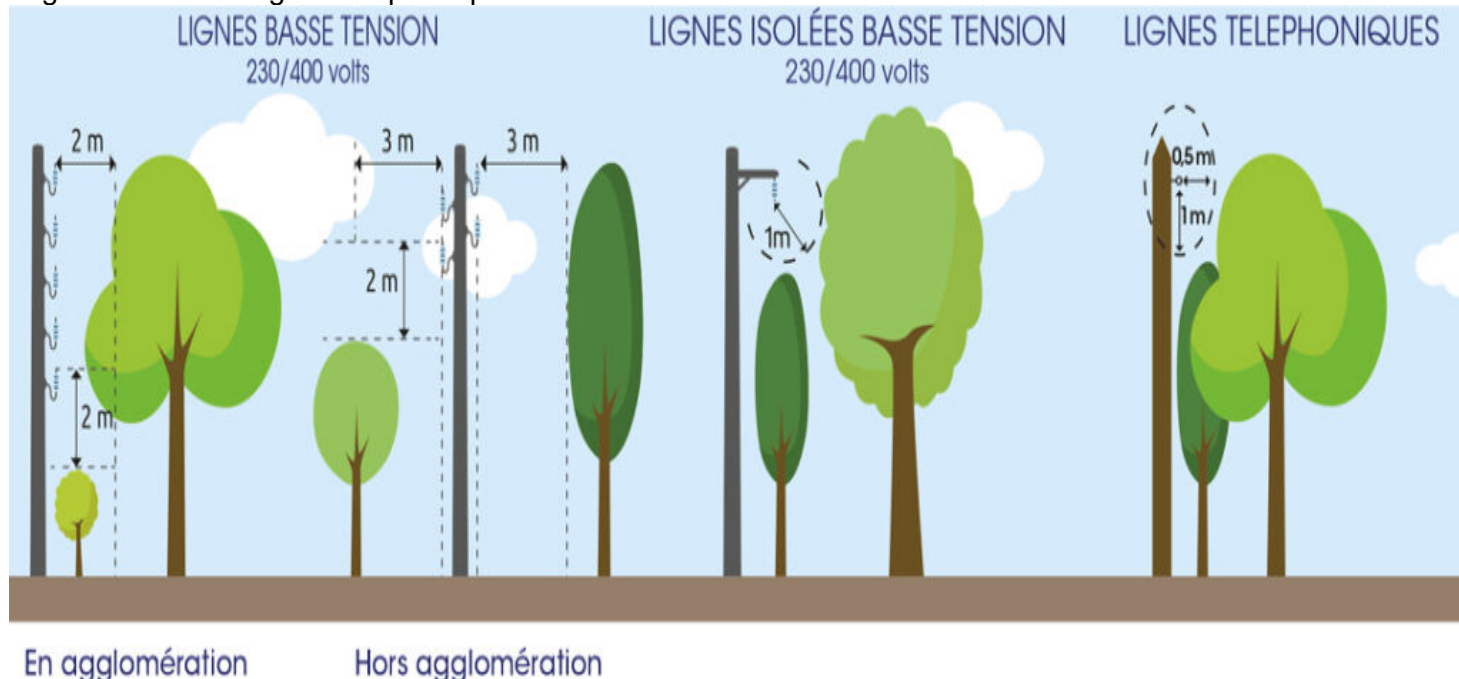 LIGNES BASSE TENSION
230/400 volts
LIGNES ISOLÉES BASSE TENSION
230/400 volts
LIGNES TELEPHONIQUES
2 m
3 m
3 m
0,5m
1m
1m
2 m
2 m
En agglomération
Hors agglomération